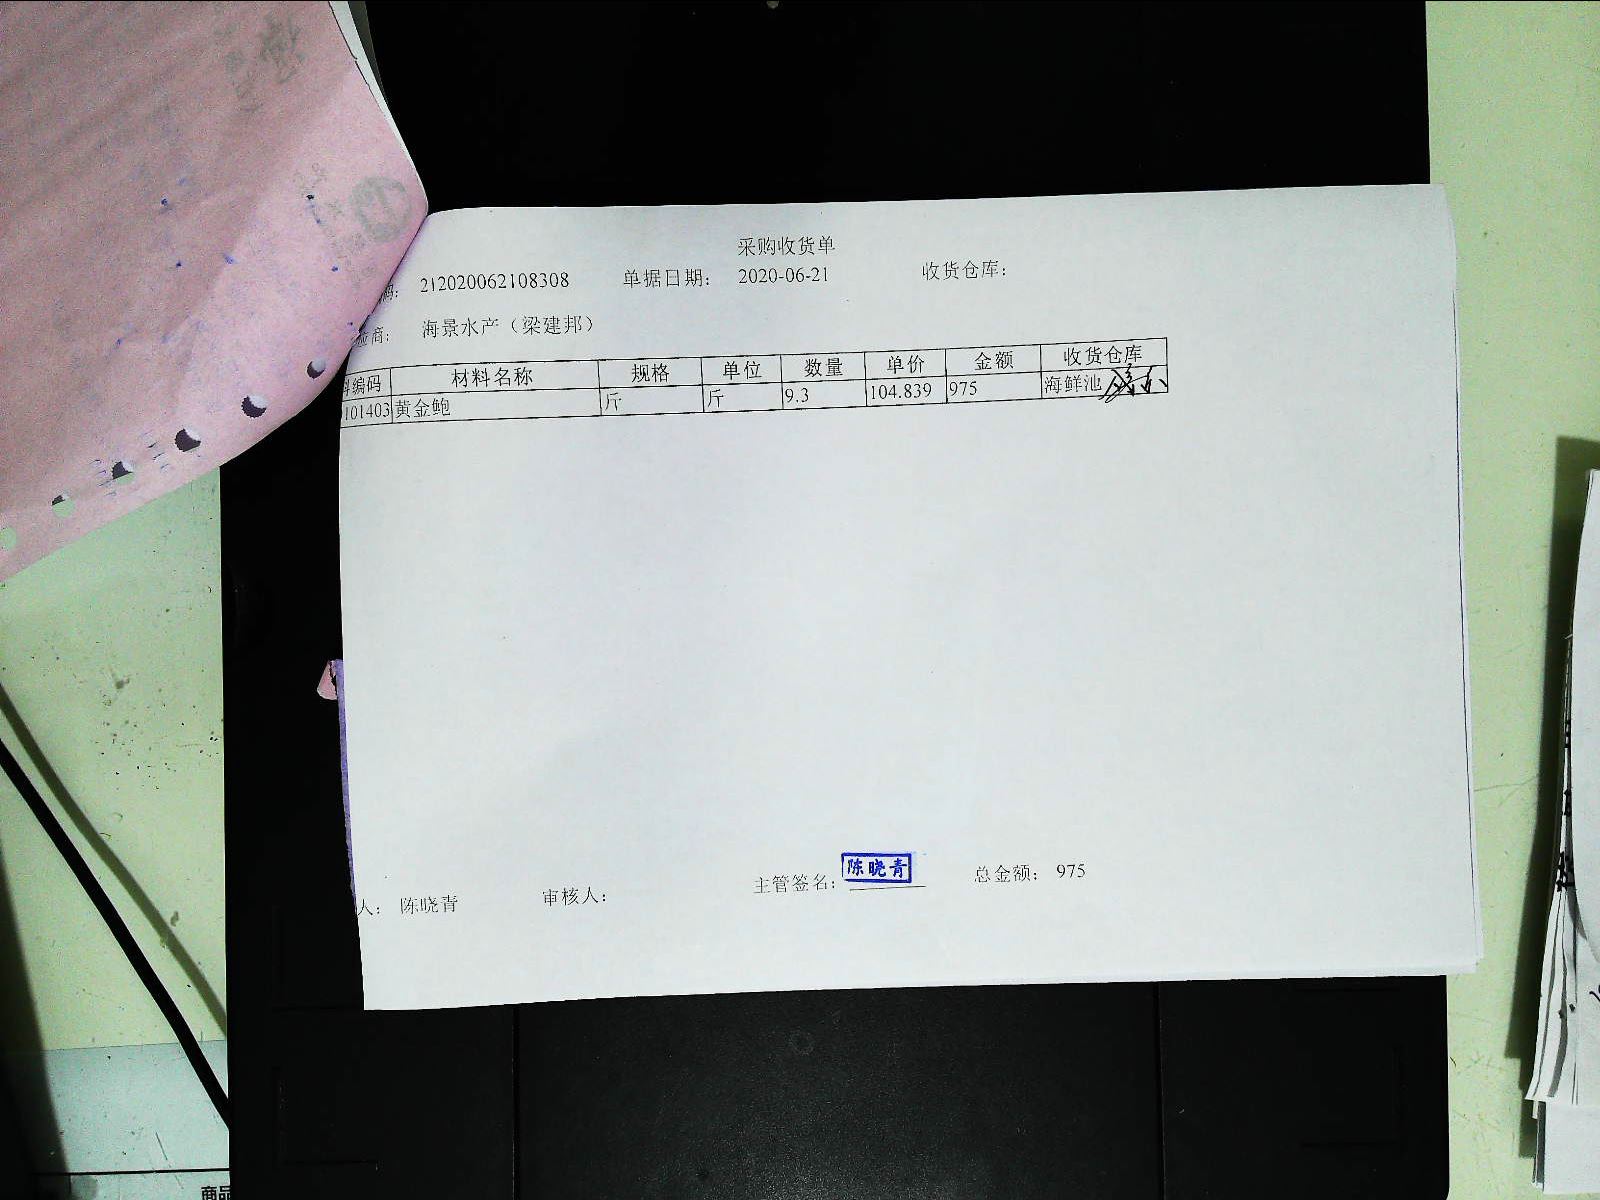 采购收货单
码: 212020062108308 单据日期: 2020-06-21 收货仓库:
应商: 海景水产（梁建邦）
料编码 材料名称 规格 单位 数量 单价 金额 收货仓库
101403 黄金鲍 斤 斤 9.3 104.839 975 海鲜池
人: 陈晓青 审核人: 主管签名: 陈晓青 总金额: 975
商品